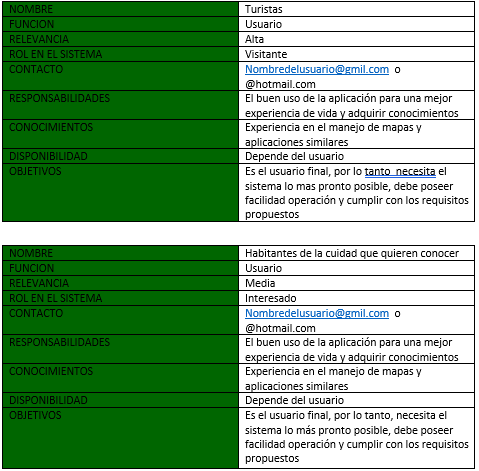 NOMBRE Turistas
FUNCION Usuario
RELEVANCIA Alta
ROL EN EL SISTEMA Visitante
CONTACTO Nombredelusuario@gmil.com o
@hotmail.com
RESPONSABILIDADES El buen uso de la aplicación para una mejor
experiencia de vida y adquirir conocimientos
CONOCIMIENTOS Experiencia en el manejo de mapas y
aplicaciones similares
DISPONIBILIDAD Depende del usuario
OBJETIVOS Es el usuario final, por lo tanto necesita el
sistema lo mas pronto posible, debe poseer
facilidad operación y cumplir con los requisitos
propuestos
NOMBRE Habitantes de la cuidad que quieren conocer
FUNCION Usuario
RELEVANCIA Media
ROL EN EL SISTEMA Interesado
CONTACTO Nombredelusuario@gmil.com o
@hotmail.com
RESPONSABILIDADES El buen uso de la aplicación para una mejor
experiencia de vida y adquirir conocimientos
CONOCIMIENTOS Experiencia en el manejo de mapas y
aplicaciones similares
DISPONIBILIDAD Depende del usuario
OBJETIVOS Es el usuario final, por lo tanto, necesita el
sistema lo más pronto posible, debe poseer
facilidad operación y cumplir con los requisitos
propuestos